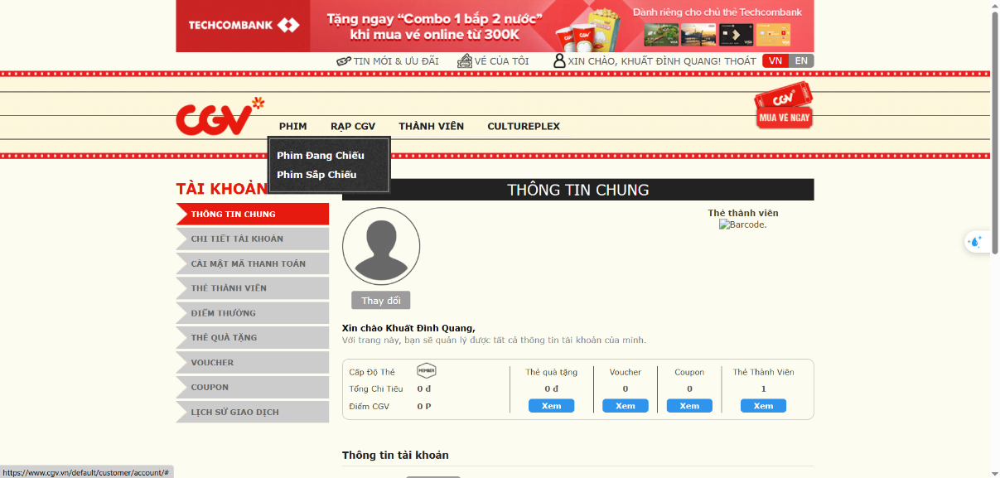 TECHCOMBANK
Tặng ngay “Combo 1 bắp 2 nước”
khi mua vé online từ 300K
Dành riêng cho chủ thẻ Techcombank
TIN MỚI & ƯU ĐÃI
VÉ CỦA TÔI
XIN CHÀO, KHUẤT ĐÌNH QUANG! THOÁT
VN EN
CGV
PHIM
RẠP CGV
THÀNH VIÊN
CULTUREPLEX
CGV
MUA VÉ NGAY
Phim Đang Chiếu
Phim Sắp Chiếu
TÀI KHOẢN
THÔNG TIN CHUNG
CHI TIẾT TÀI KHOẢN
CÀI MẬT MÃ THANH TOÁN
THẺ THÀNH VIÊN
ĐIỂM THƯỞNG
THẺ QUÀ TẶNG
VOUCHER
COUPON
LỊCH SỬ GIAO DỊCH
THÔNG TIN CHUNG
Thẻ thành viên
Barcode.
Thay đổi
Xin chào Khuất Đình Quang,
Với trang này, bạn sẽ quản lý được tất cả thông tin tài khoản của mình.
Cấp Độ Thẻ MEMBER
Tổng Chi Tiêu 0 đ
Điểm CGV 0 P
Thẻ quà tặng
0 đ
Xem
Voucher
0
Xem
Coupon
0
Xem
Thẻ Thành Viên
1
Xem
Thông tin tài khoản
https://www.cgv.vn/default/customer/account/#